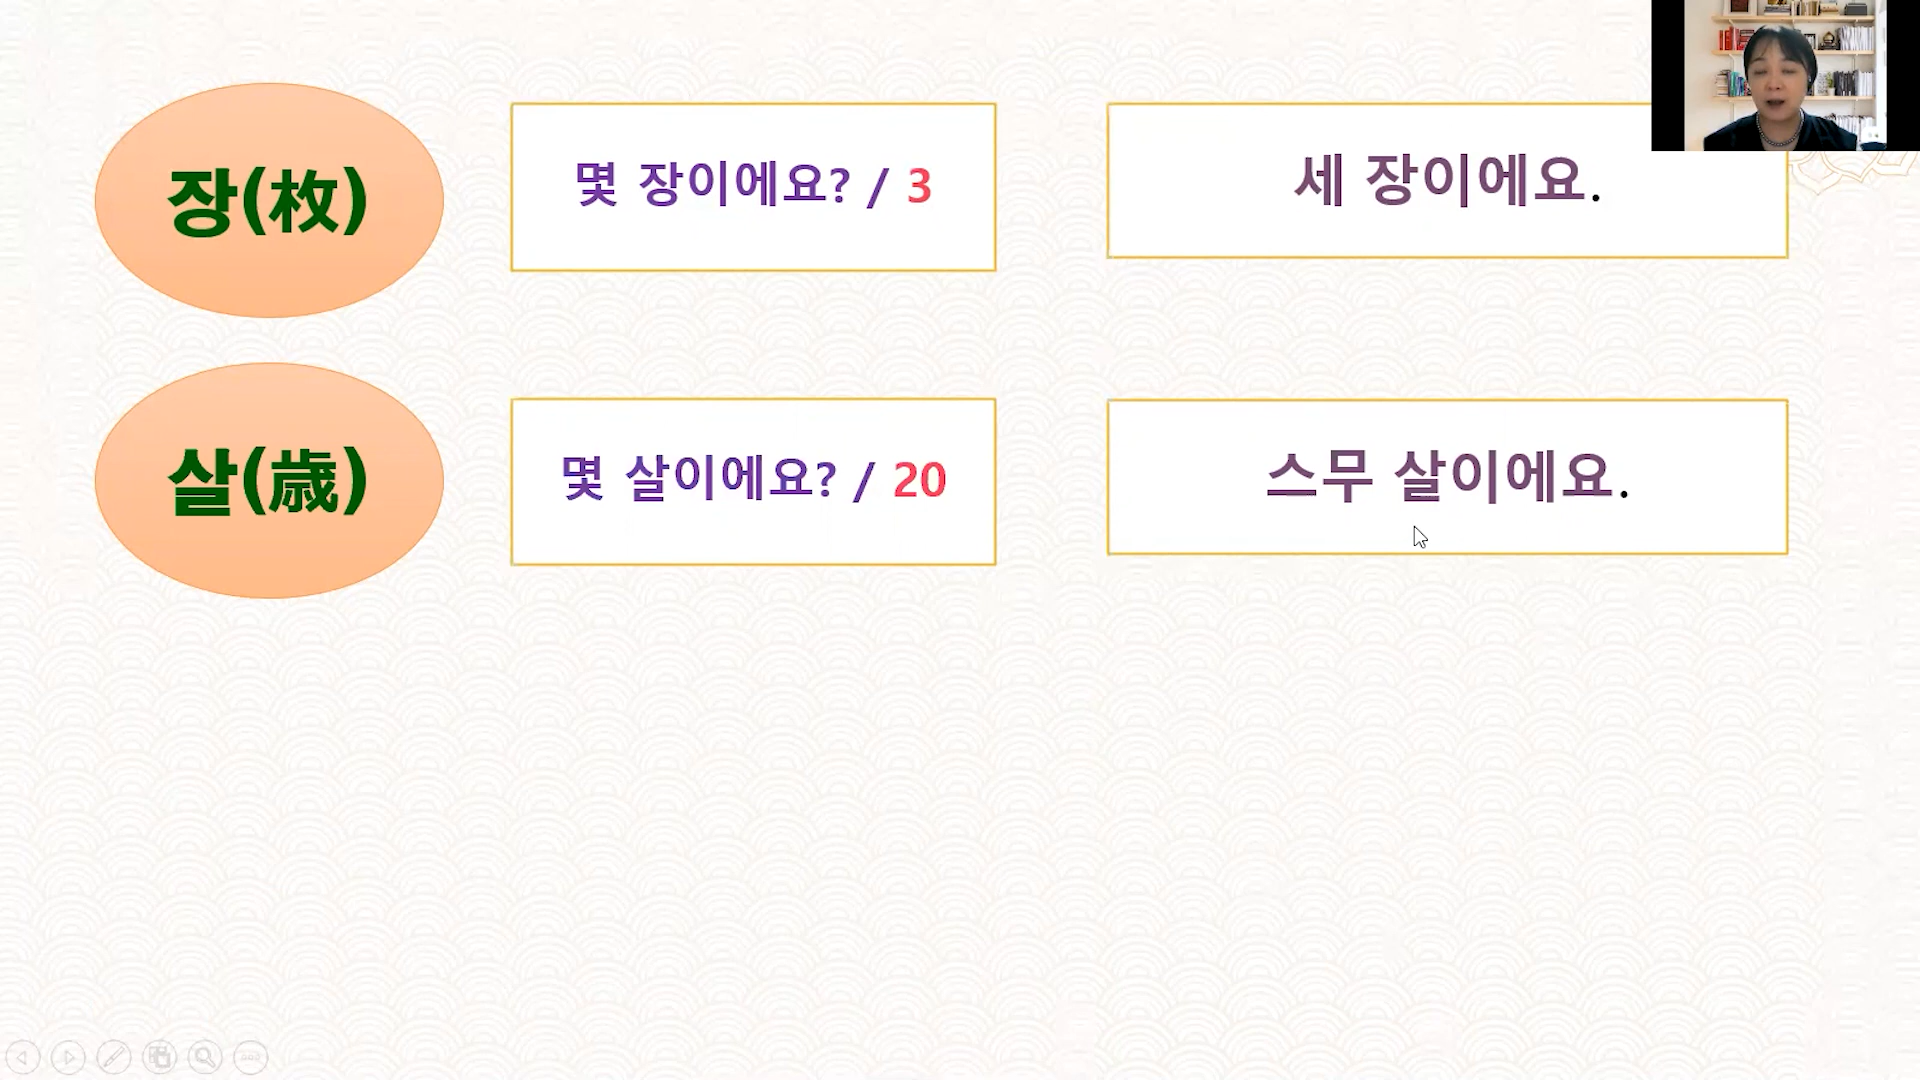 장(枚)
몇 장이에요? / 3
세 장이에요.
살(歳)
몇 살이에요? / 20
스무 살이에요.